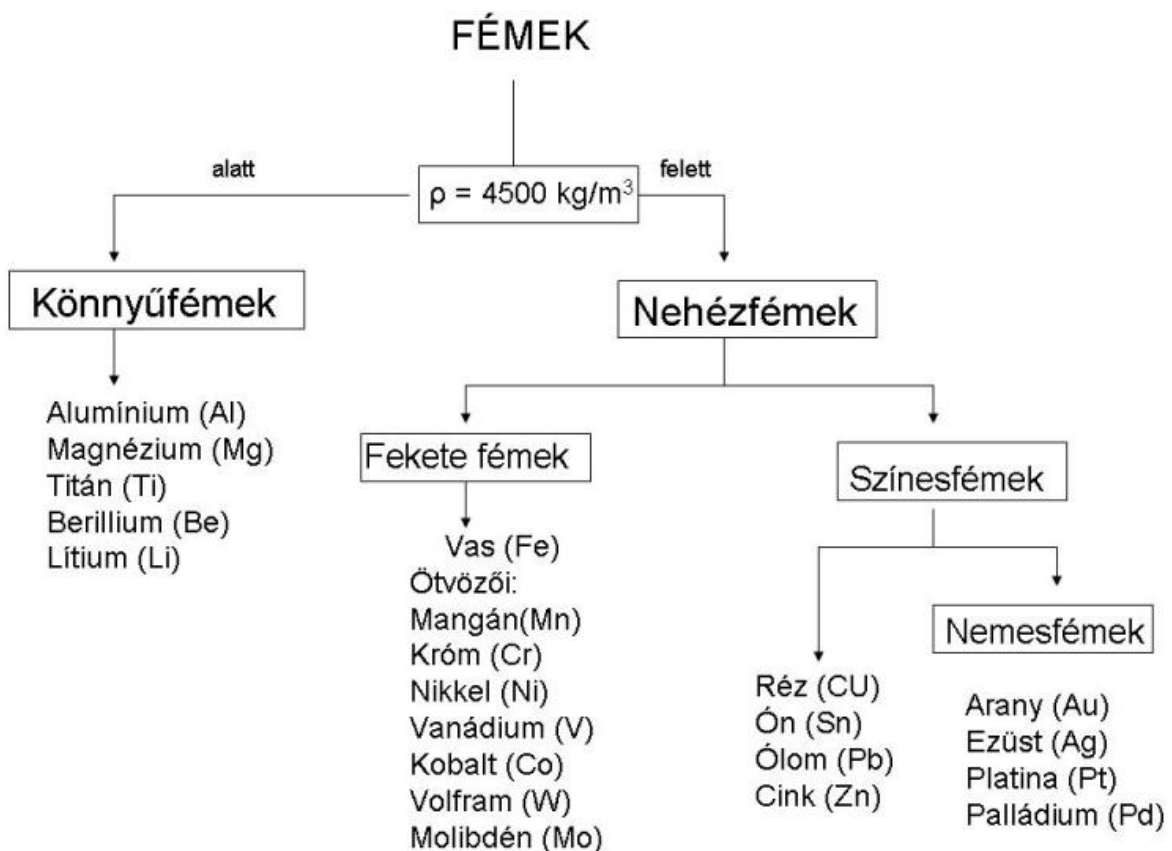 FÉMEK
alatt
felett
ρ = 4500 kg/m³
Könnyűfémek
Nehézfémek
Alumínium (Al)
Magnézium (Mg)
Titán (Ti)
Berillium (Be)
Lítium (Li)
Fekete fémek
Vas (Fe)
Ötvözői:
Mangán(Mn)
Króm (Cr)
Nikkel (Ni)
Vanádium (V)
Kobalt (Co)
Volfram (W)
Molibdén (Mo)
Színesfémek
Réz (CU)
Ón (Sn)
Ólom (Pb)
Cink (Zn)
Nemesfémek
Arany (Au)
Ezüst (Ag)
Platina (Pt)
Palládium (Pd)